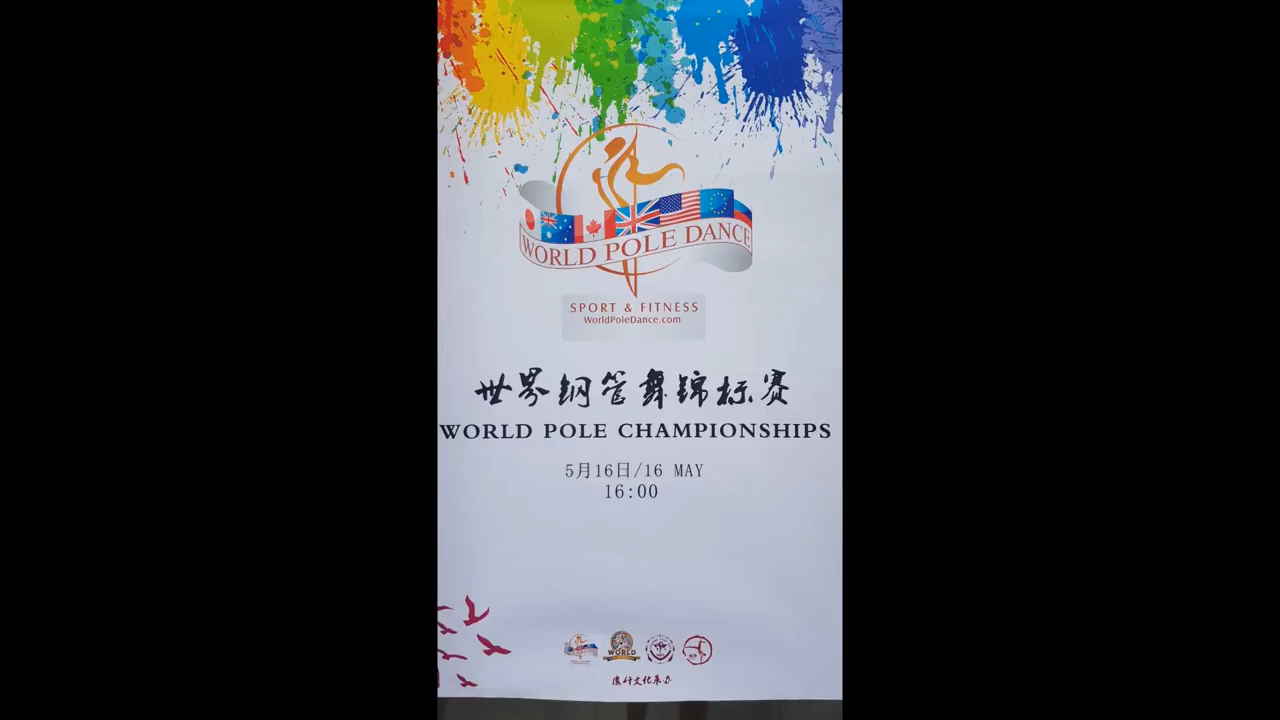 WORLD POLE DANCE
SPORT & FITNESS
WorldPoleDance.com
世界钢管舞锦标赛
WORLD POLE CHAMPIONSHIPS
5月16日/16 MAY
16:00
WORLD